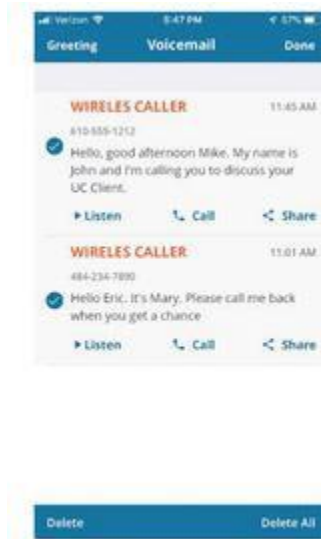 Verizon 5:47 PM 57%
Greeting Voicemail Done
WIRELES CALLER 11:45 AM
610-555-1212
Hello, good afternoon Mike. My name is
John and I'm calling you to discuss your
UC Client.
Listen Call Share
WIRELES CALLER 11:01 AM
484-234-7890
Hello Eric. It's Mary. Please call me back
when you get a chance
Listen Call Share
Delete Delete All